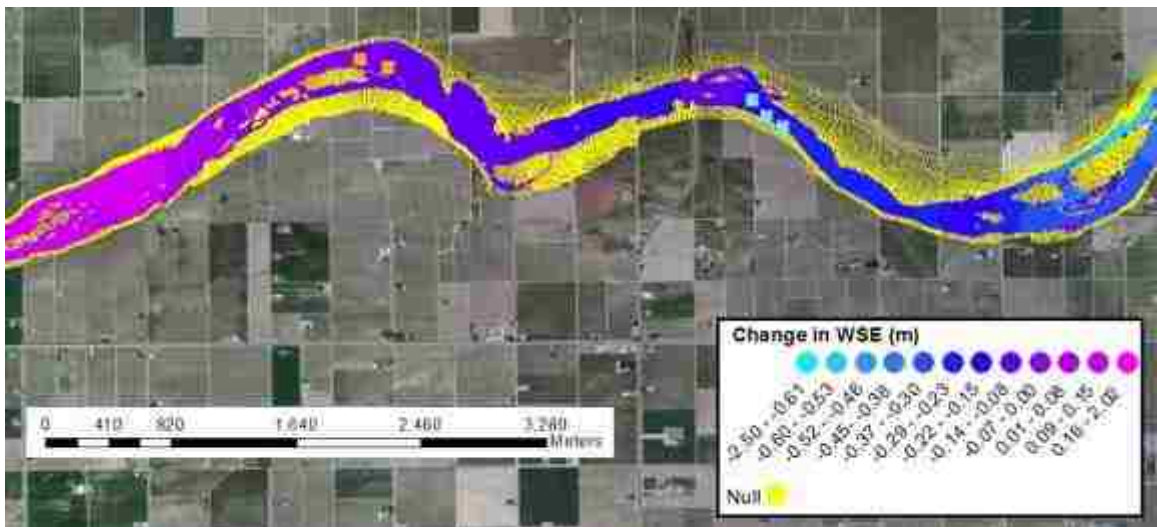 Change in WSE (m)
-2.50 - -0.61
-0.60 - -0.53
-0.52 - -0.46
-0.45 - -0.38
-0.37 - -0.30
-0.29 - -0.23
-0.22 - -0.15
-0.14 - -0.08
-0.07 - 0.00
0.01 - 0.08
0.09 - 0.15
0.16 - 2.02
Null
0 410 820 1,640 2,460 3,280
Meters